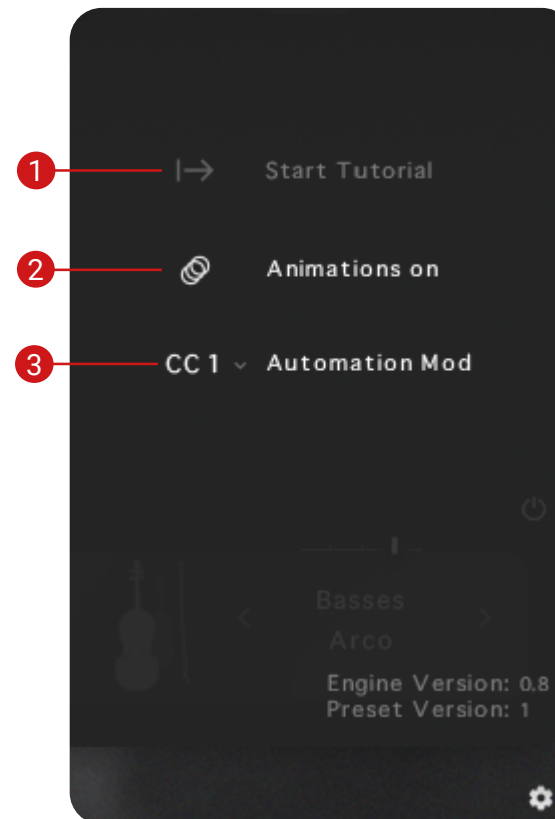 1 Start Tutorial
2 Animations on
3 CC 1 Automation Mod
Basses
Arco
Engine Version: 0.8
Preset Version: 1